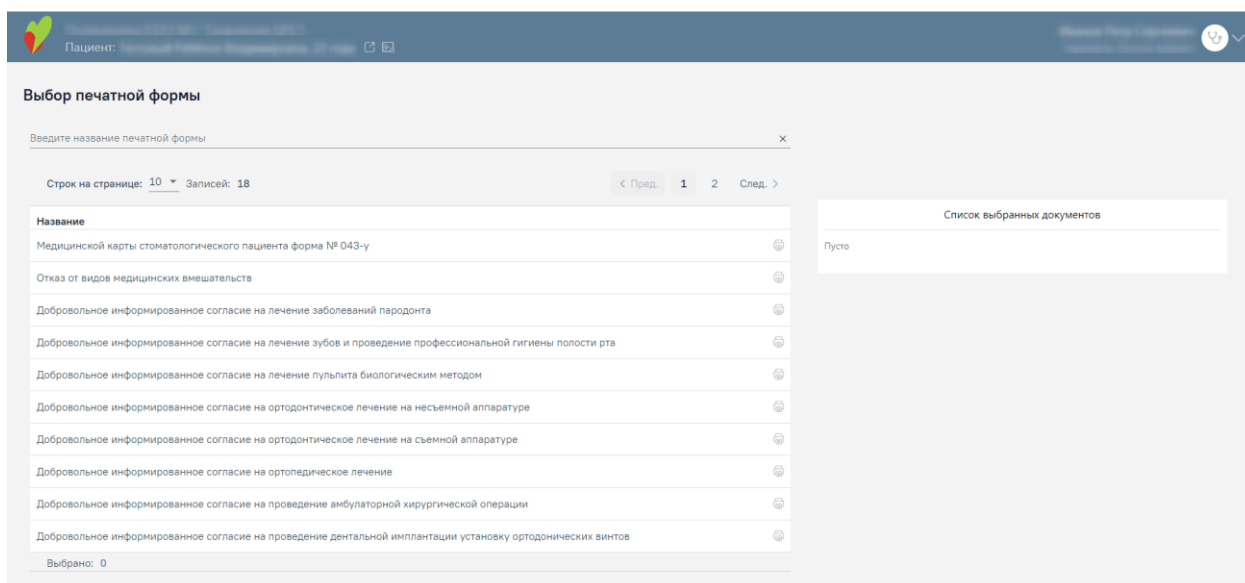 Пациент:
Выбор печатной формы
Введите название печатной формы
Строк на странице: 10 Записей: 18
< Пред. 1 2 След. >
Название
Медицинской карты стоматологического пациента форма № 043-у
Отказ от видов медицинских вмешательств
Добровольное информированное согласие на лечение заболеваний пародонта
Добровольное информированное согласие на лечение зубов и проведение профессиональной гигиены полости рта
Добровольное информированное согласие на лечение пульпита биологическим методом
Добровольное информированное согласие на ортодонтическое лечение на несъемной аппаратуре
Добровольное информированное согласие на ортодонтическое лечение на съемной аппаратуре
Добровольное информированное согласие на ортопедическое лечение
Добровольное информированное согласие на проведение амбулаторной хирургической операции
Добровольное информированное согласие на проведение дентальной имплантации установку ортодонических винтов
Выбрано: 0
Список выбранных документов
Пусто